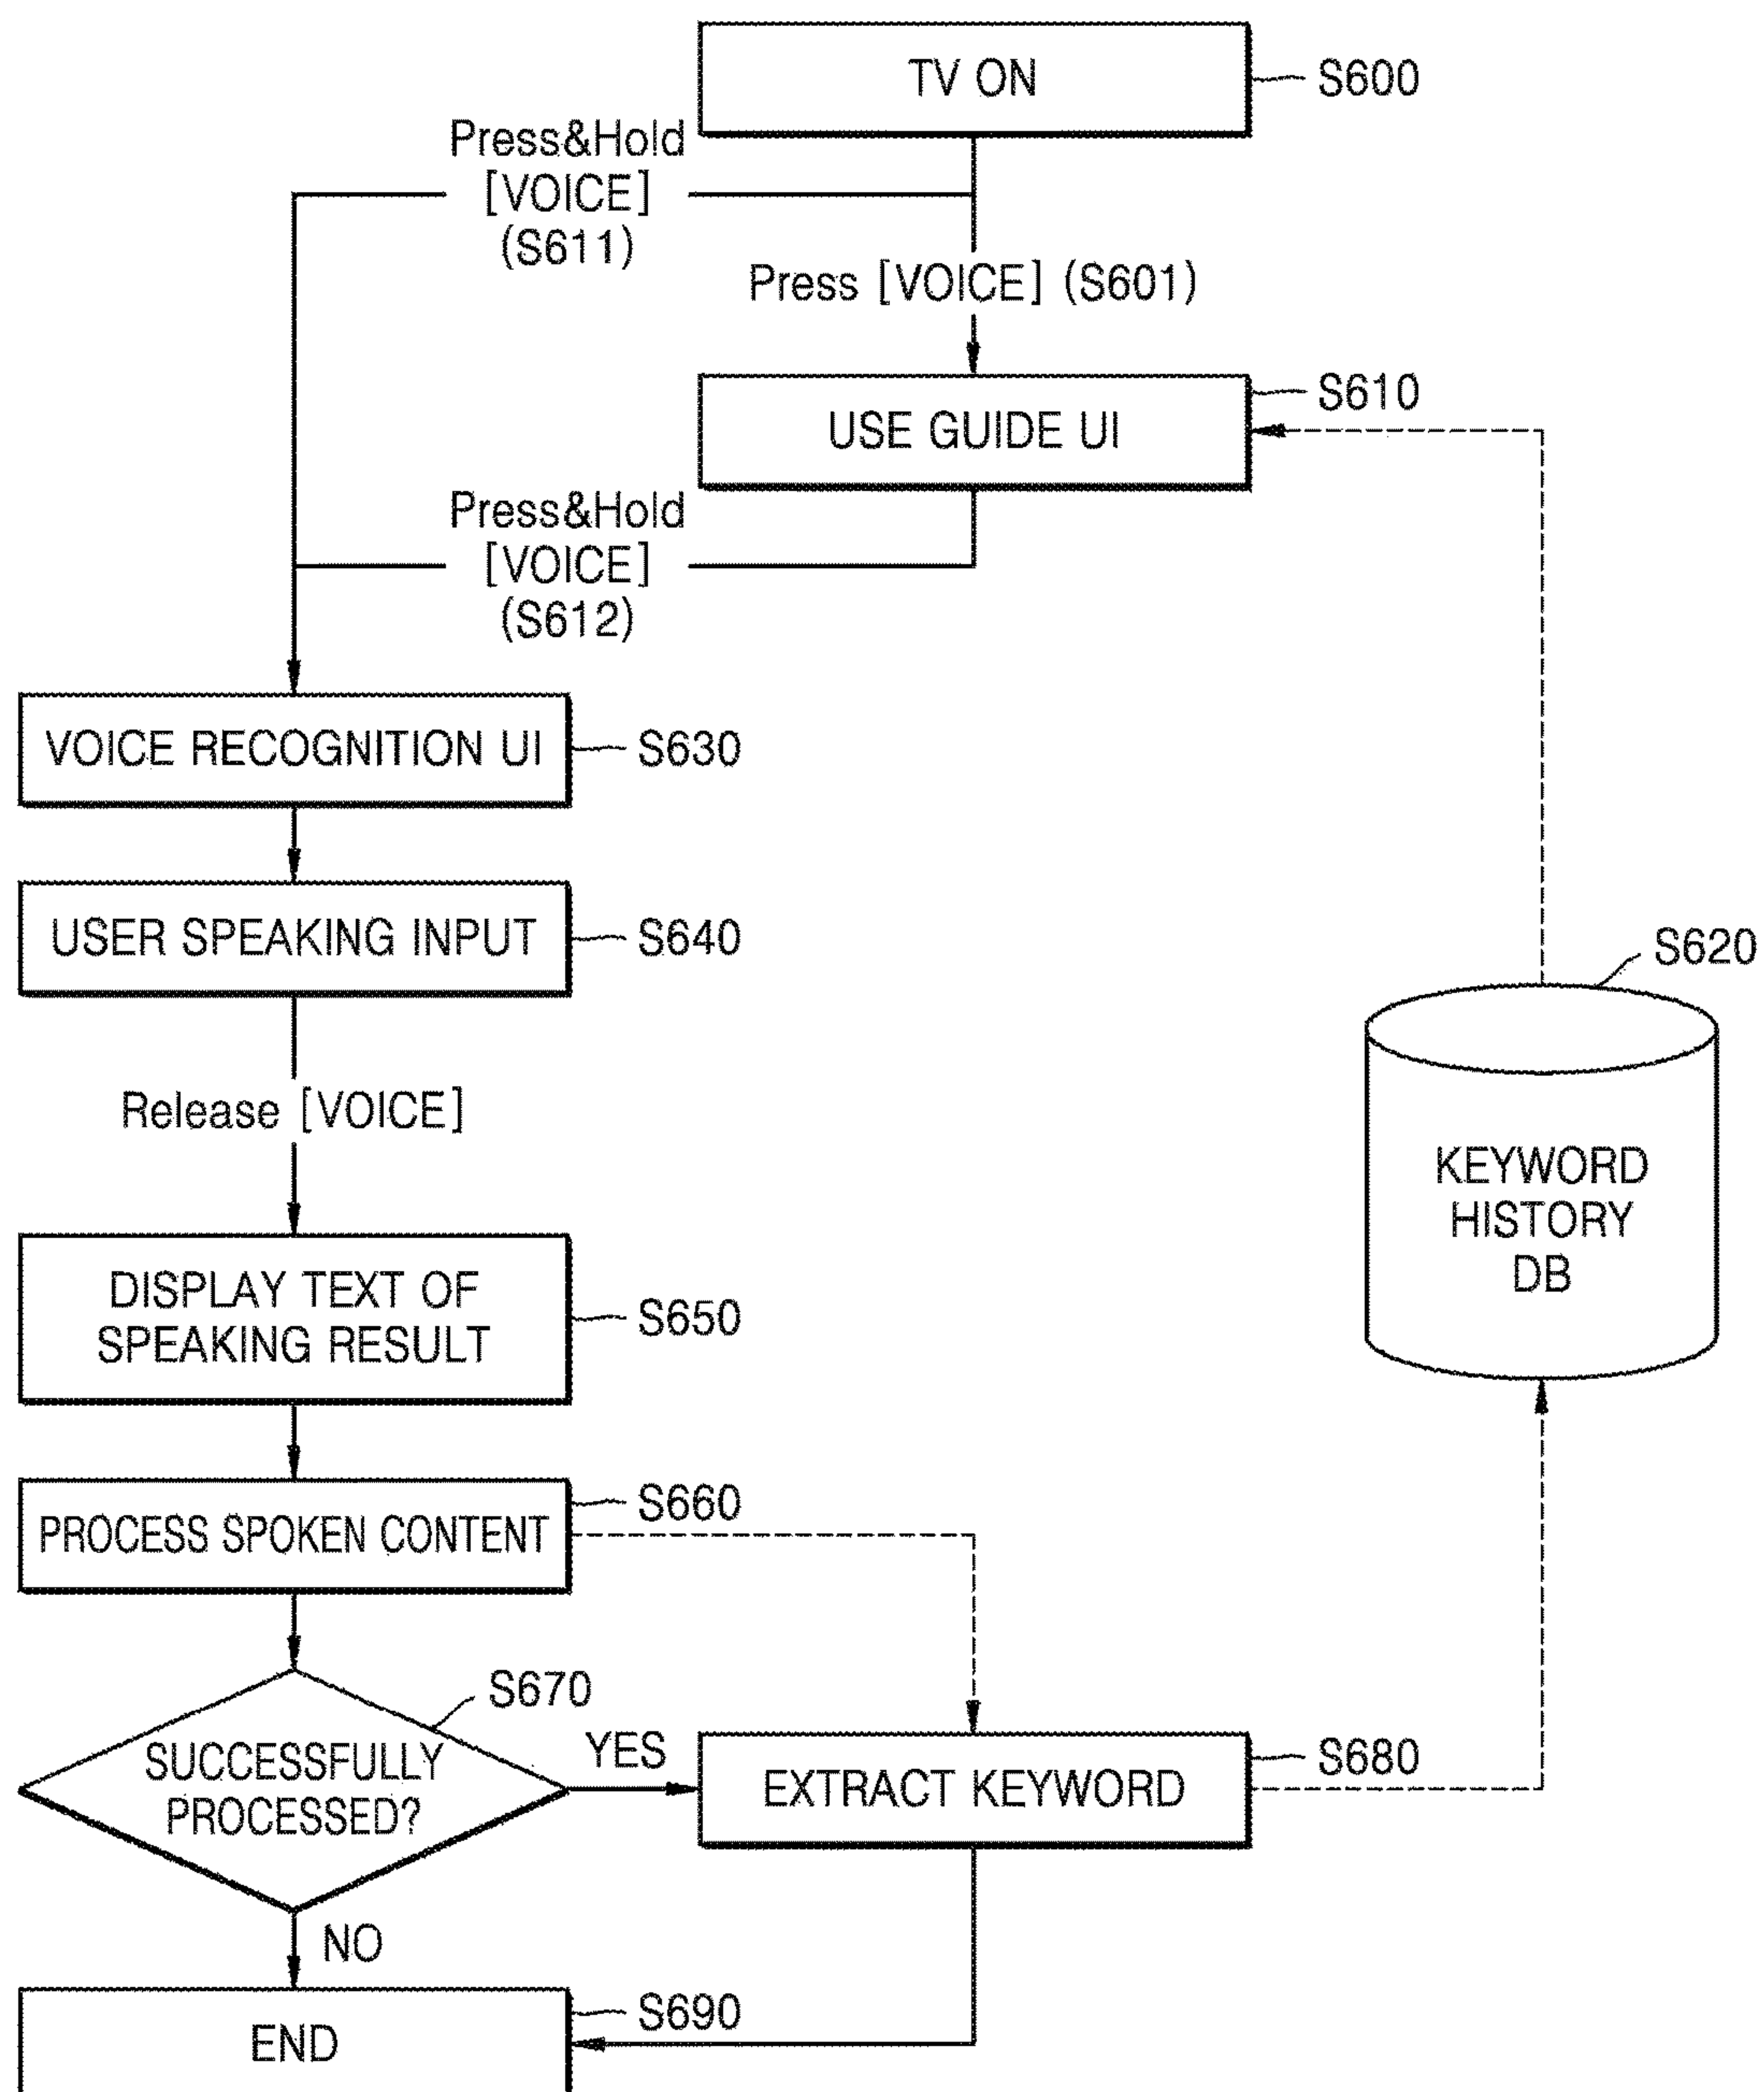 TV ON
S600
Press&Hold
[VOICE]
(S611)
Press [VOICE] (S601)
USE GUIDE UI
S610
Press&Hold
[VOICE]
(S612)
VOICE RECOGNITION UI
S630
USER SPEAKING INPUT
S640
S620
KEYWORD
HISTORY
DB
Release [VOICE]
DISPLAY TEXT OF
SPEAKING RESULT
S650
PROCESS SPOKEN CONTENT
S660
SUCCESSFULLY
PROCESSED?
S670
YES
EXTRACT KEYWORD
S680
NO
END
S690